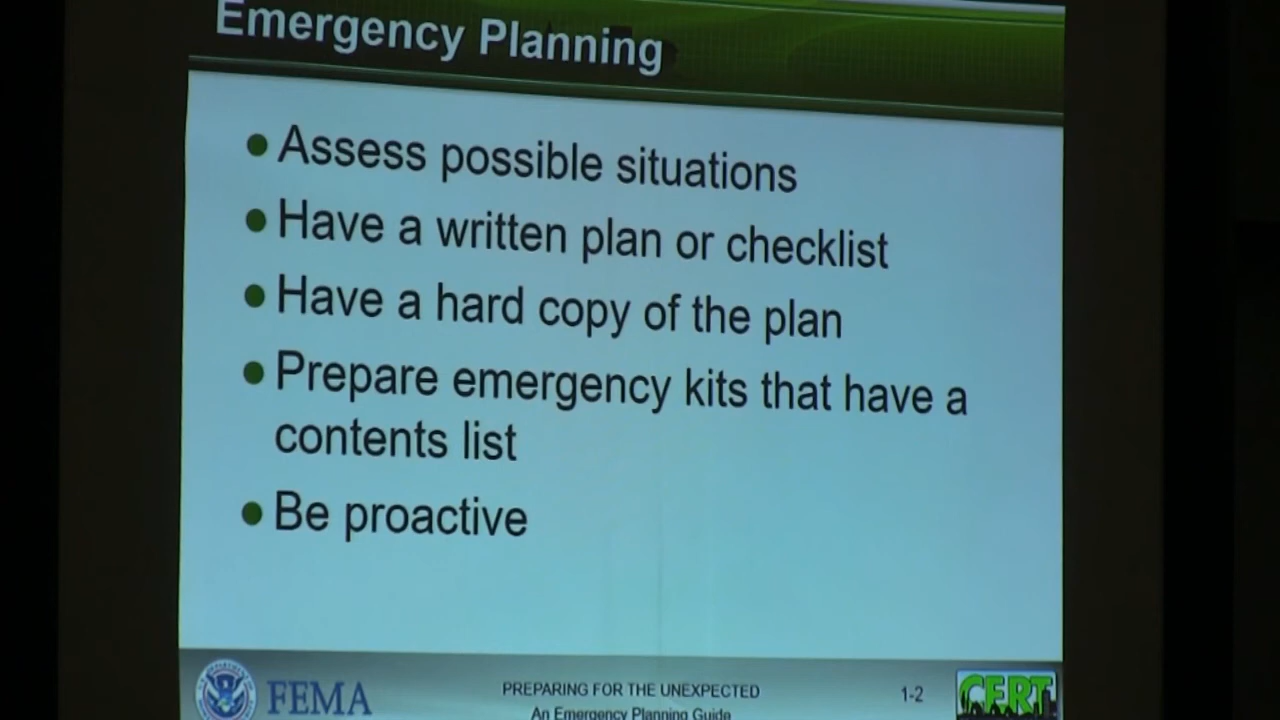 Emergency Planning
Assess possible situations
Have a written plan or checklist
Have a hard copy of the plan
Prepare emergency kits that have a
contents list
Be proactive
FEMA
PREPARING FOR THE UNEXPECTED
An Emergency Planning Guide
1-2
CERT